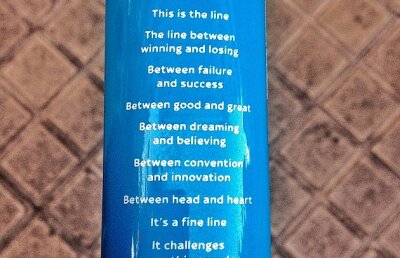 This is the line
The line between
winning and losing
Between failure
and success
Between good and great
Between dreaming
and believing
Between convention
and innovation
Between head and heart
It's a fine line
It challenges